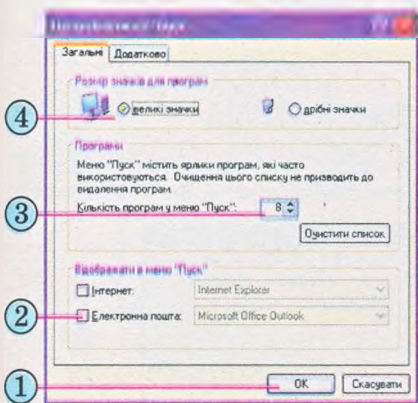 Загальні Додатково
Розмір значків для програм
4 великі значки дрібні значки
Програми
Меню "Пуск" містить ярлики програм, які часто
використовуються. Очищення цього списку не призводить до
видалення програм.
3 Кількість програм у меню "Пуск": 8
Очистити список
Відображати в меню "Пуск"
Інтернет: Internet Explorer
2 Електронна пошта: Microsoft Office Outlook
1 ОК Скасувати